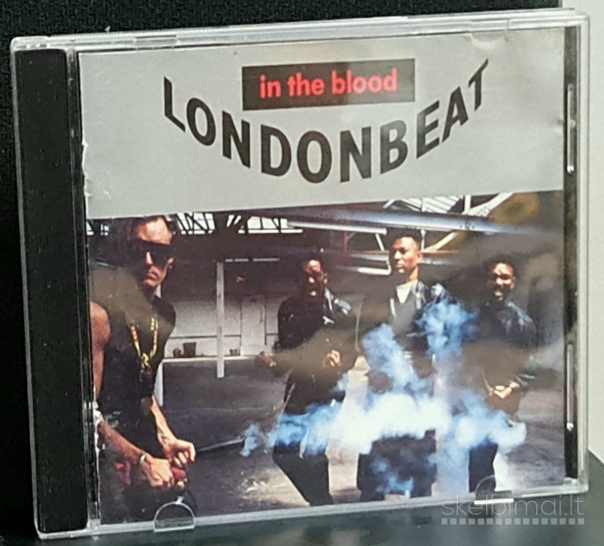 in the blood
LONDONBEAT
skelbimai.lt